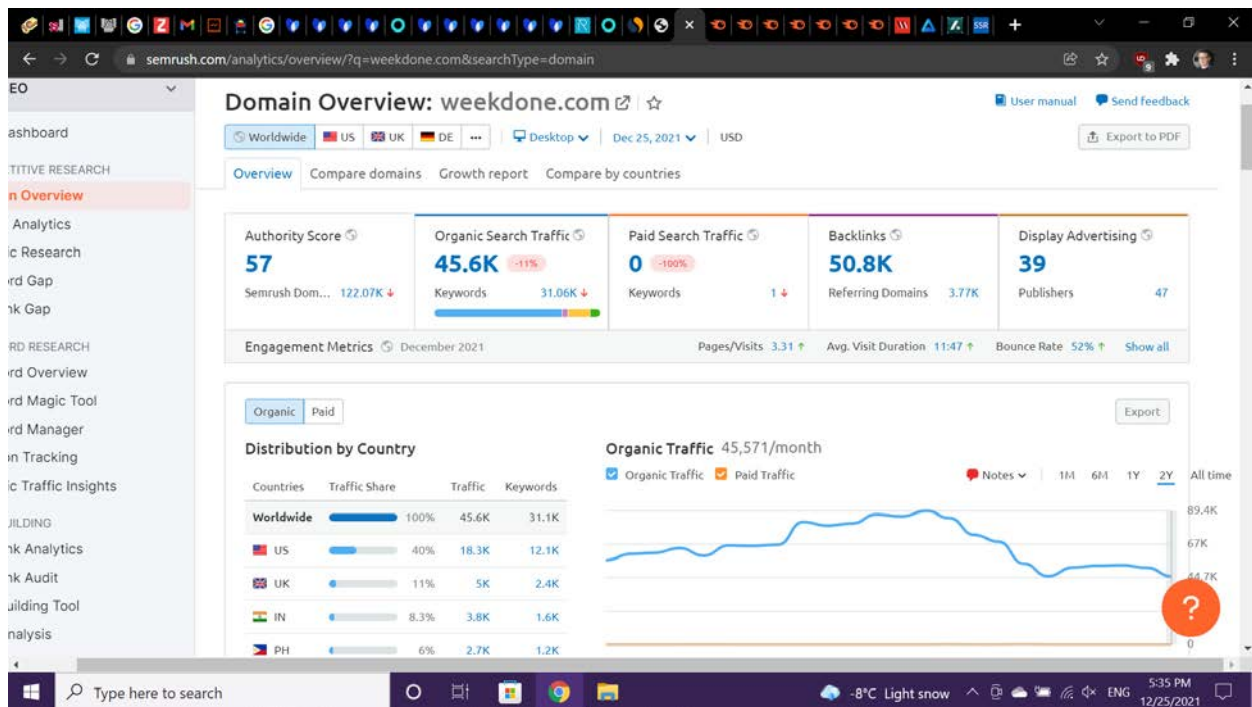 semrush.com/analytics/overview/?q=weekdone.com&searchType=domain
EO
Domain Overview: weekdone.com
User manual Send feedback
ashboard
Worldwide US UK DE ... Desktop Dec 25, 2021 USD Export to PDF
TITIVE RESEARCH
Overview Compare domains Growth report Compare by countries
n Overview
Analytics
c Research
rd Gap
nk Gap
Authority Score Organic Search Traffic Paid Search Traffic Backlinks Display Advertising
57 45.6K -11% 0 -100% 50.8K 39
Semrush Dom... 122.07K ↓ Keywords 31.06K ↓ Keywords 1 ↓ Referring Domains 3.77K Publishers 47
RD RESEARCH
Engagement Metrics December 2021 Pages/Visits 3.31 ↑ Avg. Visit Duration 11:47 ↑ Bounce Rate 52% ↑ Show all
rd Overview
rd Magic Tool
rd Manager
n Tracking
c Traffic Insights
Organic Paid Export
Distribution by Country
Organic Traffic 45,571/month
Organic Traffic Paid Traffic Notes 1M 6M 1Y 2Y All time
Countries Traffic Share Traffic Keywords
Worldwide 100% 45.6K 31.1K
US 40% 18.3K 12.1K
UK 11% 5K 2.4K
IN 8.3% 3.8K 1.6K
PH 6% 2.7K 1.2K
89.4K
67K
44.7K
0
?
UILDING
nk Analytics
nk Audit
uilding Tool
nalysis
Type here to search
-8°C Light snow ENG 5:35 PM
12/25/2021